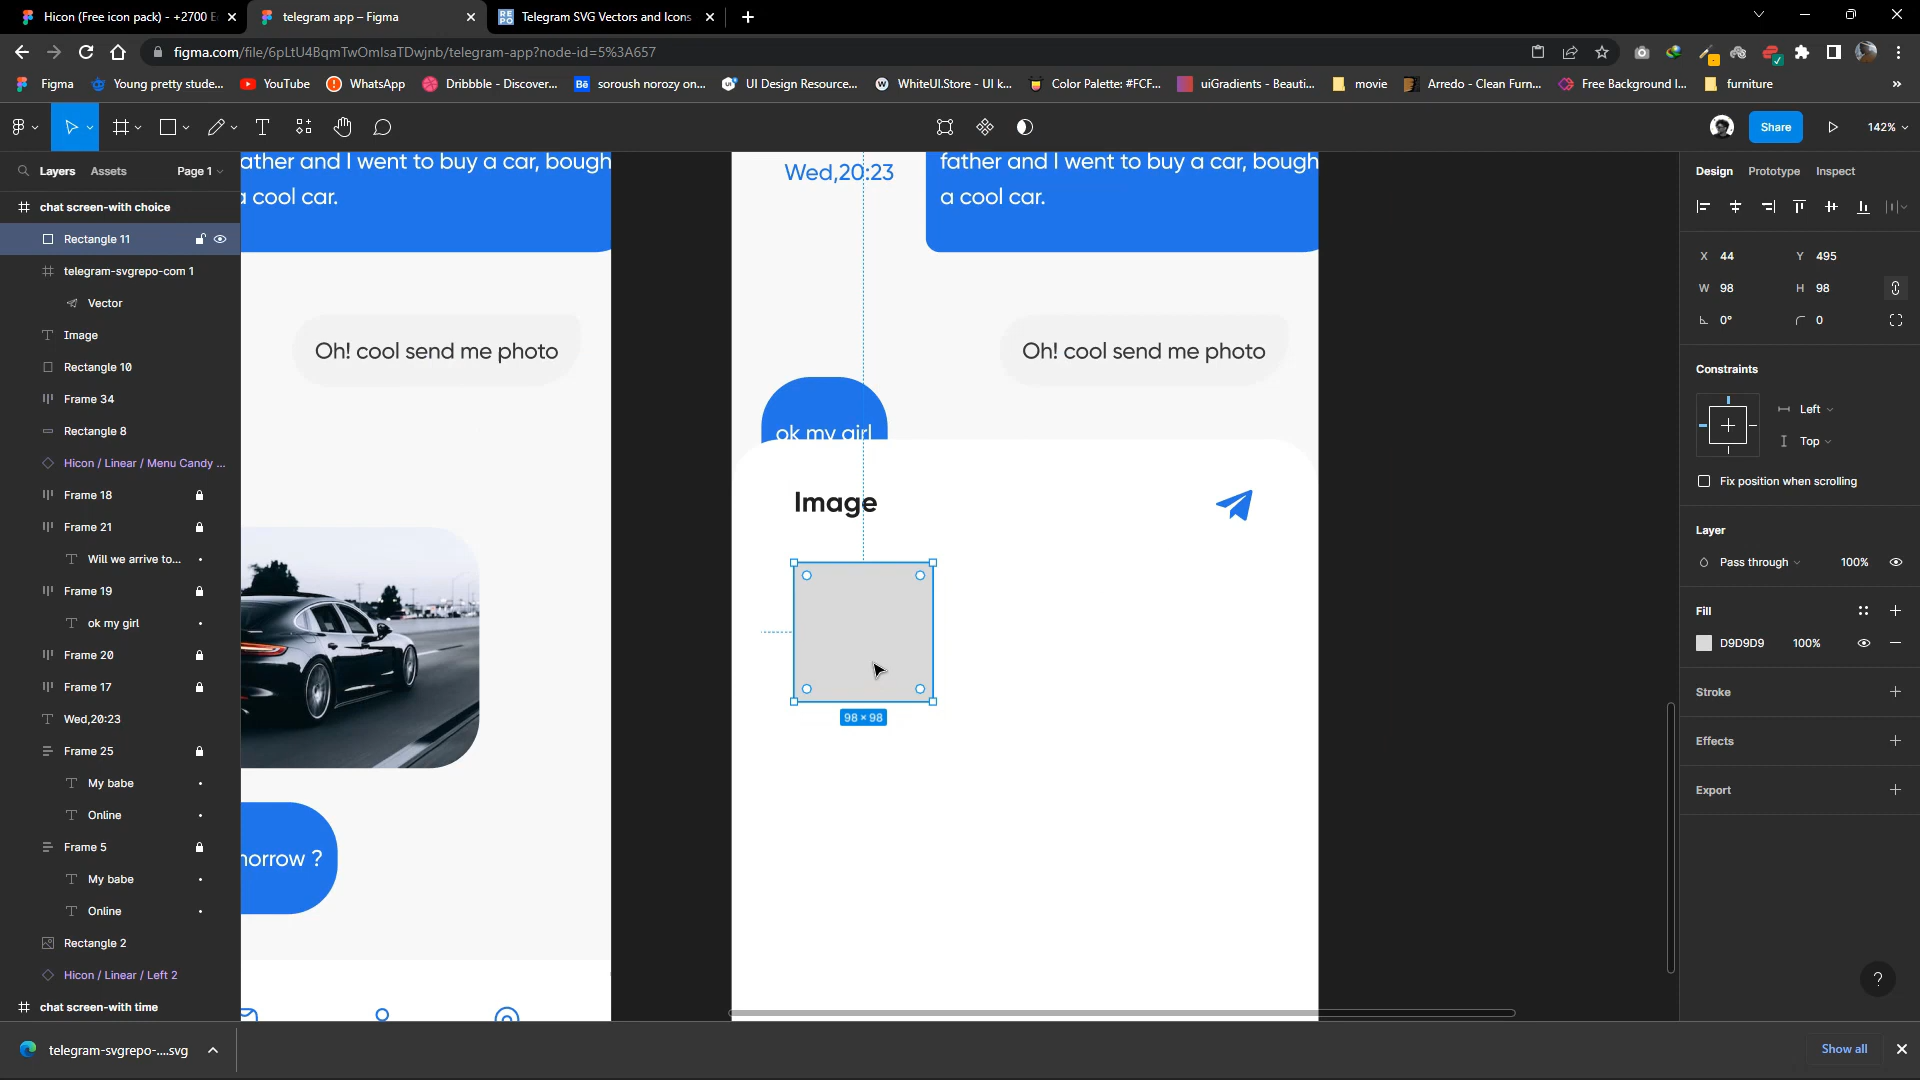 Hicon (Free icon pack) - +2700 E
telegram app – Figma
Telegram SVG Vectors and Icons
figma.com/file/6pLtU4BqmTwOmIsaTDwjnb/telegram-app?node-id=5%3A657
Figma
Young pretty stude...
YouTube
WhatsApp
Dribbble - Discover...
Bē
soroush norozy on...
UI Design Resource...
WhiteUI.Store - UI k...
Color Palette: #FCF...
uiGradients - Beauti...
movie
Arredo - Clean Furn...
Free Background I...
furniture
Share
142%
Layers
Assets
Page 1
chat screen-with choice
Rectangle 11
telegram-svgrepo-com 1
Vector
Image
Rectangle 10
Frame 34
Rectangle 8
Hicon / Linear / Menu Candy ...
Frame 18
Frame 21
Will we arrive to...
Frame 19
ok my girl
Frame 20
Frame 17
Wed,20:23
Frame 25
My babe
Online
Frame 5
My babe
Online
Rectangle 2
Hicon / Linear / Left 2
chat screen-with time
ather and I went to buy a car, bough
a cool car.
Oh! cool send me photo
norrow ?
Wed,20:23
father and I went to buy a car, bough
a cool car.
Oh! cool send me photo
ok my girl
Image
98 × 98
Design
Prototype
Inspect
X 44
Y 495
W 98
H 98
0°
0
Constraints
Left
Top
Fix position when scrolling
Layer
Pass through
100%
Fill
D9D9D9
100%
Stroke
Effects
Export
?
telegram-svgrepo-....svg
Show all